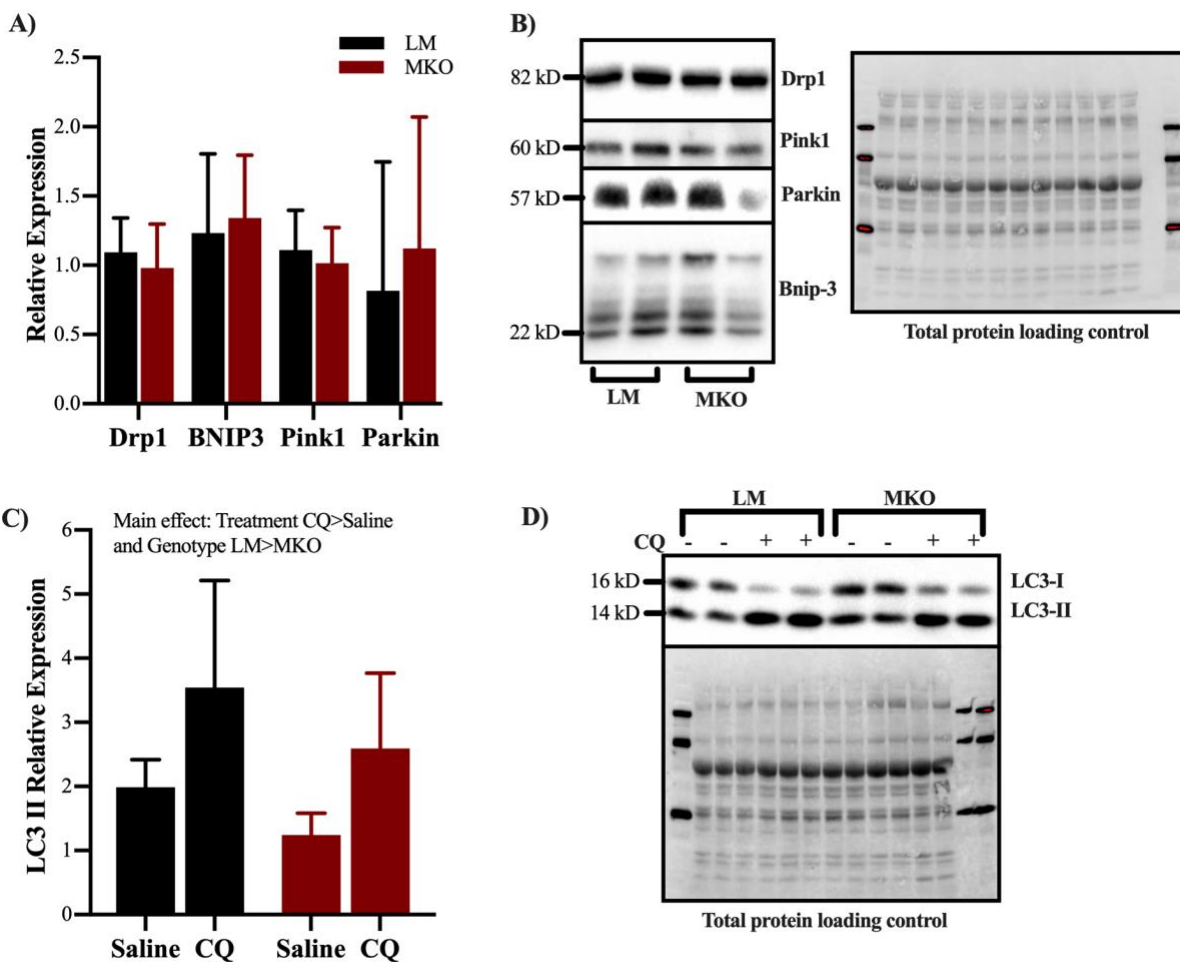 A)
LM
MKO
Relative Expression
2.5
2.0
1.5
1.0
0.5
0.0
Drp1 BNIP3 Pink1 Parkin
B)
82 kD
Drp1
60 kD
Pink1
57 kD
Parkin
Bnip-3
22 kD
LM MKO
Total protein loading control
C)
Main effect: Treatment CQ>Saline
and Genotype LM>MKO
LC3 II Relative Expression
6
5
4
3
2
1
0
Saline CQ Saline CQ
D)
LM MKO
CQ - - + + - - + +
16 kD
LC3-I
14 kD
LC3-II
Total protein loading control